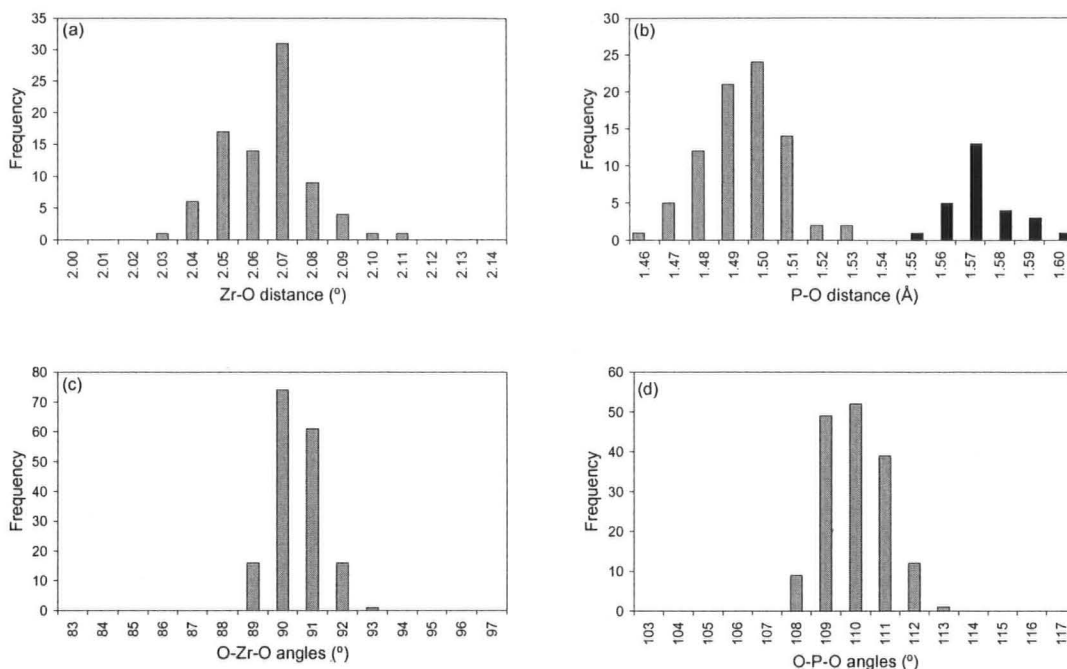 (a)
35
30
25
20
15
10
5
0
Frequency
2.00 2.01 2.02 2.03 2.04 2.05 2.06 2.07 2.08 2.09 2.10 2.11 2.12 2.13 2.14
Zr-O distance (º)
(b)
30
25
20
15
10
5
0
Frequency
1.46 1.47 1.48 1.49 1.50 1.51 1.52 1.53 1.54 1.55 1.56 1.57 1.58 1.59 1.60
P-O distance (Å)
(c)
80
70
60
50
40
30
20
10
0
Frequency
83 84 85 86 87 88 89 90 91 92 93 94 95 96 97
O-Zr-O angles (º)
(d)
60
50
40
30
20
10
0
Frequency
103 104 105 106 107 108 109 110 111 112 113 114 115 116 117
O-P-O angles (º)